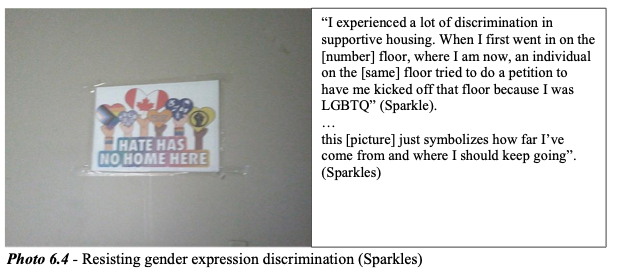 HATE HAS
NO HOME HERE
“I experienced a lot of discrimination in
supportive housing. When I first went in on the
[number] floor, where I am now, an individual
on the [same] floor tried to do a petition to
have me kicked off that floor because I was
LGBTQ” (Sparkle).
…
this [picture] just symbolizes how far I’ve
come from and where I should keep going”.
(Sparkles)
Photo 6.4 - Resisting gender expression discrimination (Sparkles)